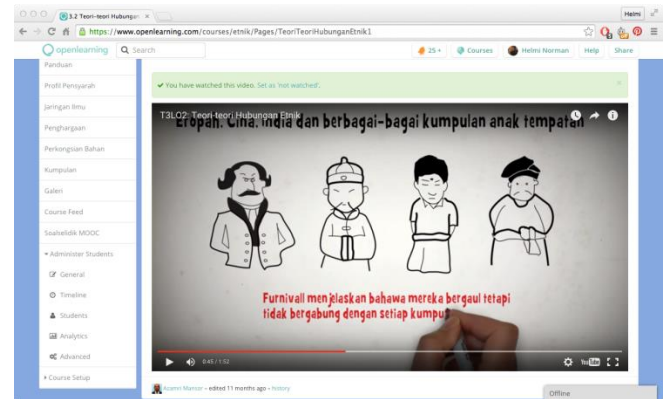 3.2 Teori-teori Hubungan
Helmi
https://www.openlearning.com/courses/etnik/Pages/TeoriTeoriHubunganEtnik1
openlearning
Search
25+
Courses
Helmi Norman
Help
Share
Panduan
Profil Pensyarah
Jaringan Ilmu
Penghargaan
Perkongsian Bahan
Kumpulan
Galeri
Course Feed
Soalselidik MOOC
Administer Students
General
Timeline
Students
Analytics
Advanced
Course Setup
You have watched this video. Set as 'not watched'.
T3LO2: Teori-teori Hubungan Etnik
Eropah, Cina, India dan berbagai-bagai kumpulan anak tempatan
Furnivall menjelaskan bahawa mereka bergaul tetapi
tidak bergabung dengan setiap kumpu
0:45 / 1:52
YouTube
Mansor - edited 11 months ago - history
Offline